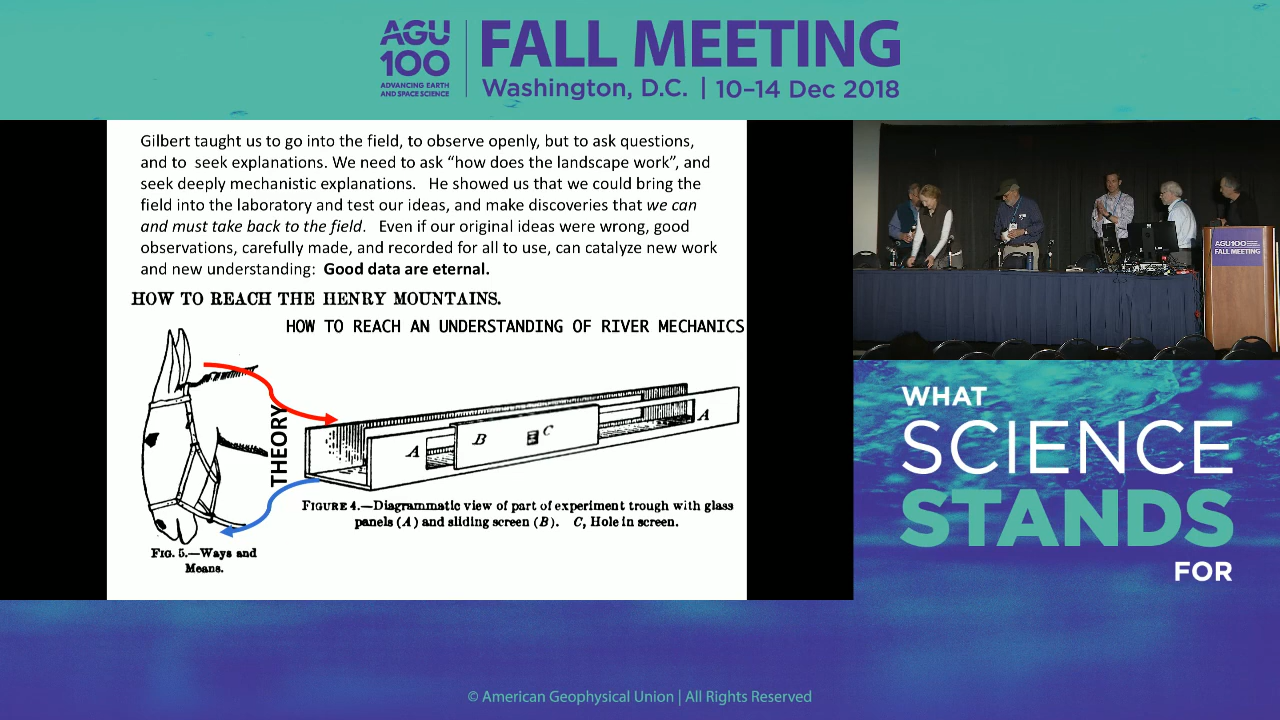 AGU
100
ADVANCING EARTH
AND SPACE SCIENCE
FALL MEETING
Washington, D.C. | 10–14 Dec 2018
Gilbert taught us to go into the field, to observe openly, but to ask questions,
and to seek explanations. We need to ask “how does the landscape work”, and
seek deeply mechanistic explanations. He showed us that we could bring the
field into the laboratory and test our ideas, and make discoveries that we can
and must take back to the field. Even if our original ideas were wrong, good
observations, carefully made, and recorded for all to use, can catalyze new work
and new understanding: Good data are eternal.
HOW TO REACH THE HENRY MOUNTAINS.
HOW TO REACH AN UNDERSTANDING OF RIVER MECHANICS
THEORY
A
B
C
A
FIGURE 4.—Diagrammatic view of part of experiment trough with glass
panels (A) and sliding screen (B). C, Hole in screen.
FIG. 5.—Ways and
Means.
AGU100
FALL MEETING
WHAT
SCIENCE
STANDS
FOR
© American Geophysical Union | All Rights Reserved